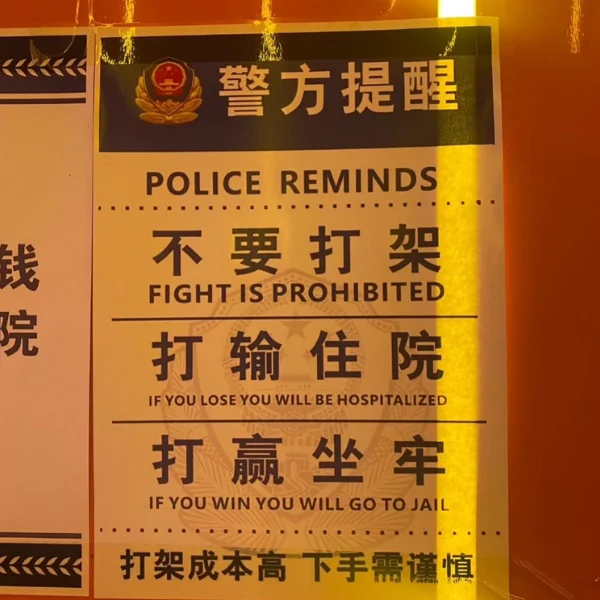 警方提醒
POLICE REMINDS
不要打架
FIGHT IS PROHIBITED
打输住院
IF YOU LOSE YOU WILL BE HOSPITALIZED
打赢坐牢
IF YOU WIN YOU WILL GO TO JAIL
打架成本高 下手需谨慎
钱
院